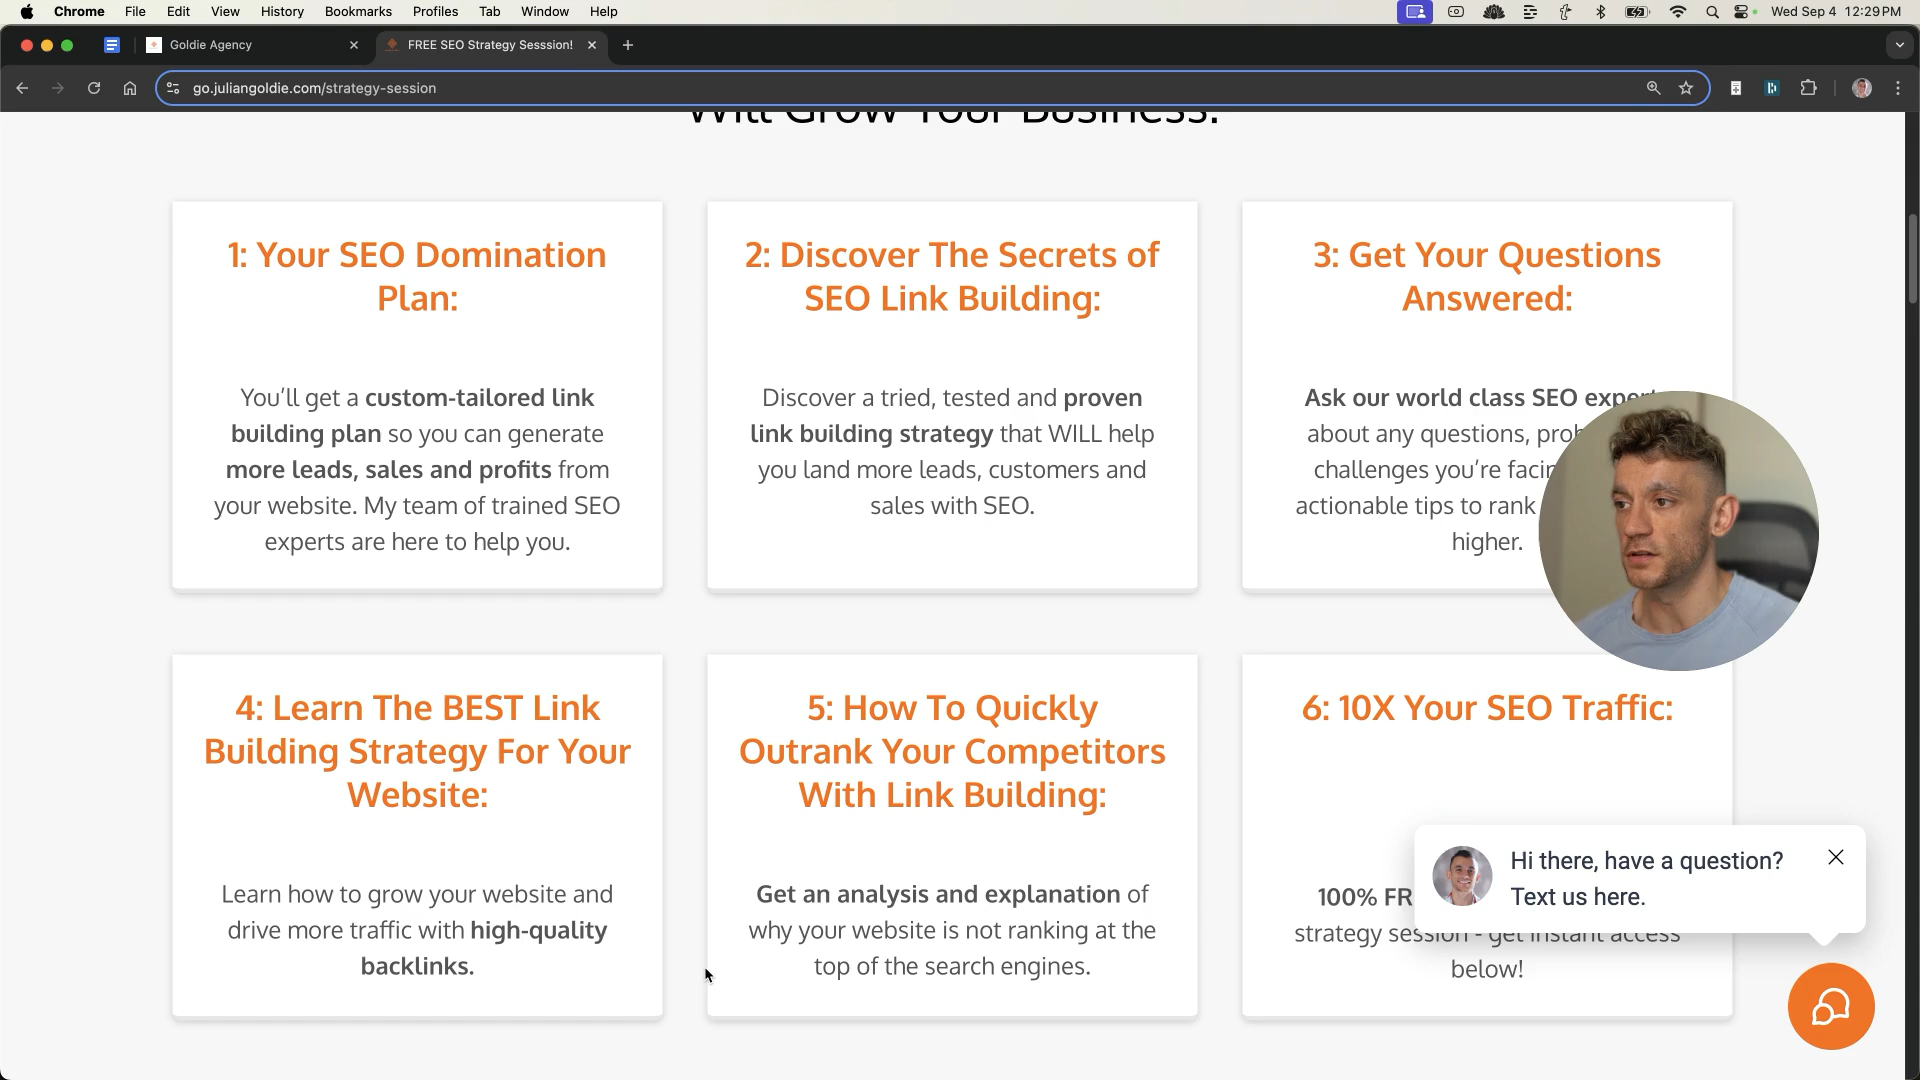 Chrome File Edit View History Bookmarks Profiles Tab Window Help Wed Sep 4 12:29 PM
Goldie Agency FREE SEO Strategy Sesssion!
go.juliangoldie.com/strategy-session
Will Grow Your Business:
1: Your SEO Domination
Plan:
You’ll get a custom-tailored link
building plan so you can generate
more leads, sales and profits from
your website. My team of trained SEO
experts are here to help you.
2: Discover The Secrets of
SEO Link Building:
Discover a tried, tested and proven
link building strategy that WILL help
you land more leads, customers and
sales with SEO.
3: Get Your Questions
Answered:
Ask our world class SEO
about any questions,
challenges you’re
actionable tips to rank
higher.
4: Learn The BEST Link
Building Strategy For Your
Website:
Learn how to grow your website and
drive more traffic with high-quality
backlinks.
5: How To Quickly
Outrank Your Competitors
With Link Building:
Get an analysis and explanation of
why your website is not ranking at the
top of the search engines.
6: 10X Your SEO Traffic:
100%
strategy session - get instant access
below!
Hi there, have a question?
Text us here.